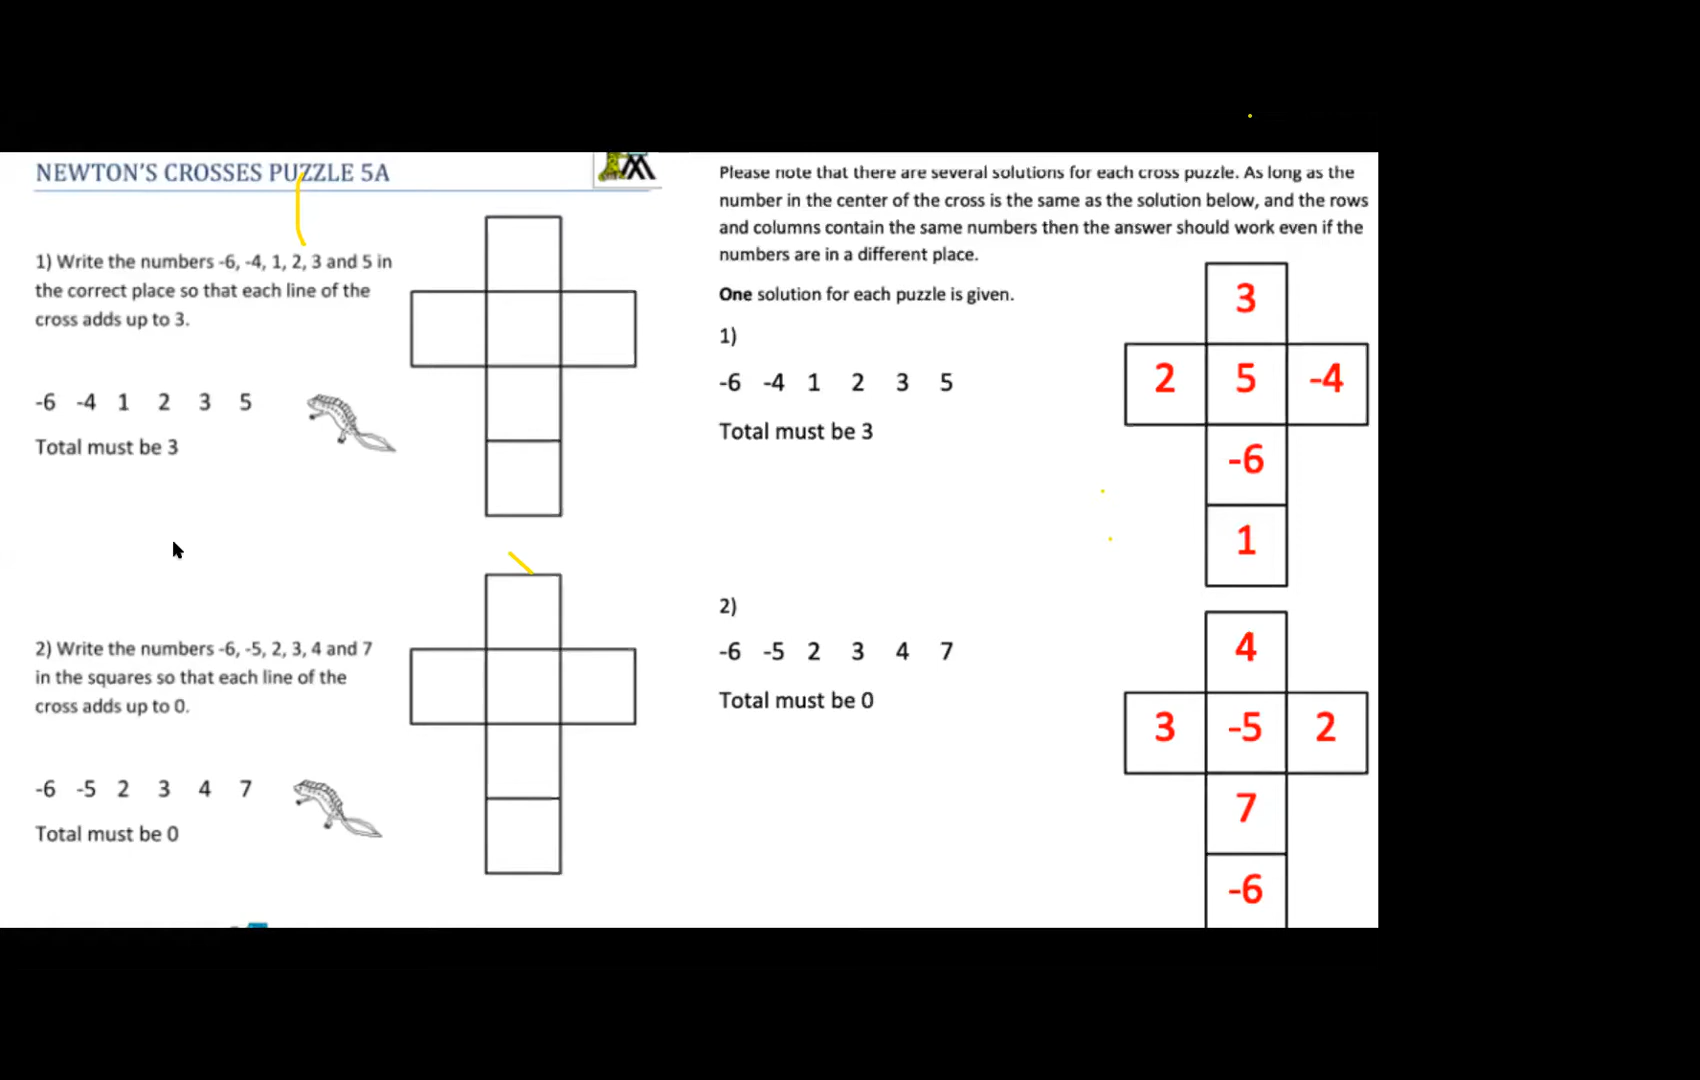 NEWTON'S CROSSES PUZZLE 5A
1) Write the numbers -6, -4, 1, 2, 3 and 5 in
the correct place so that each line of the
cross adds up to 3.
-6 -4 1 2 3 5
Total must be 3
2) Write the numbers -6, -5, 2, 3, 4 and 7
in the squares so that each line of the
cross adds up to 0.
-6 -5 2 3 4 7
Total must be 0
Please note that there are several solutions for each cross puzzle. As long as the
number in the center of the cross is the same as the solution below, and the rows
and columns contain the same numbers then the answer should work even if the
numbers are in a different place.
One solution for each puzzle is given.
1)
-6 -4 1 2 3 5
Total must be 3
3
2 5 -4
-6
1
2)
-6 -5 2 3 4 7
Total must be 0
4
3 -5 2
7
-6